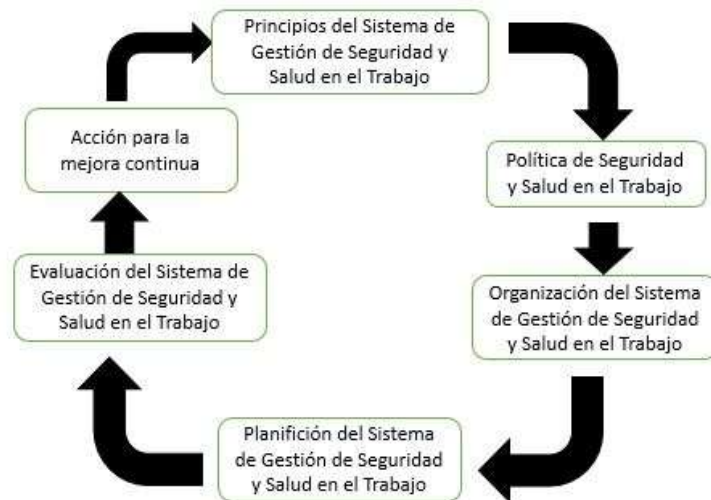 Principios del Sistema de
Gestión de Seguridad y
Salud en el Trabajo
Política de Seguridad
y Salud en el Trabajo
Organización del Sistema
de Gestión de Seguridad
y Salud en el Trabajo
Planifición del Sistema
de Gestión de Seguridad
y Salud en el Trabajo
Evaluación del Sistema de
Gestión de Seguridad y
Salud en el Trabajo
Acción para la
mejora continua